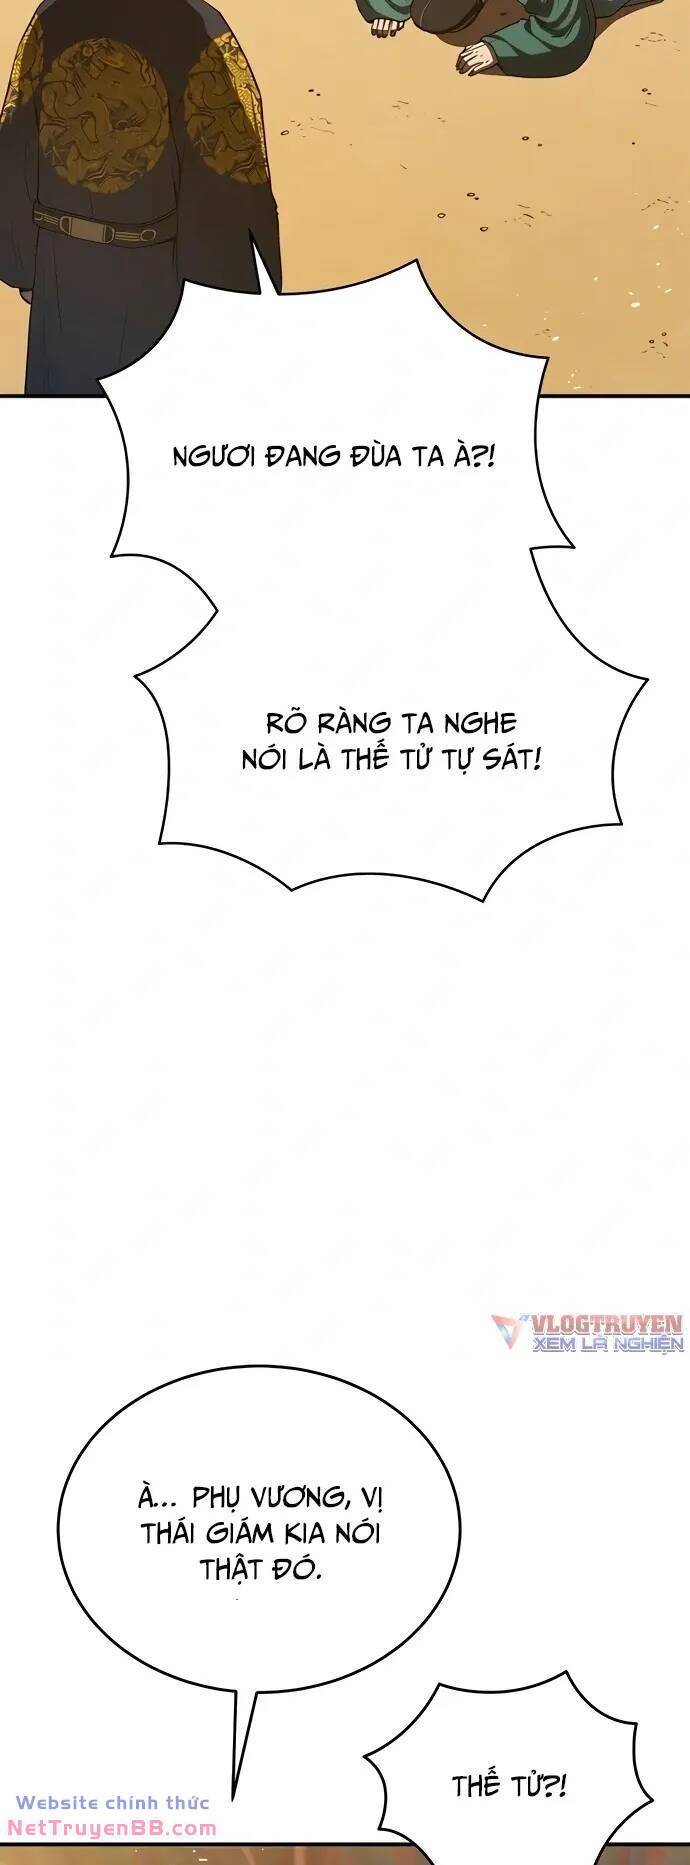 NGƯƠI ĐANG ĐÙA TA À?!
RÕ RÀNG TA NGHE
NÓI LÀ THẾ TỬ TỰ SÁT!
VLOGTRUYEN
XEM LÀ NGHIỆN
À... PHỤ VƯƠNG, VỊ
THÁI GIÁM KIA NÓI
THẬT ĐÓ.
THẾ TỬ?!
Website chính thức
NetTruyenBB.com